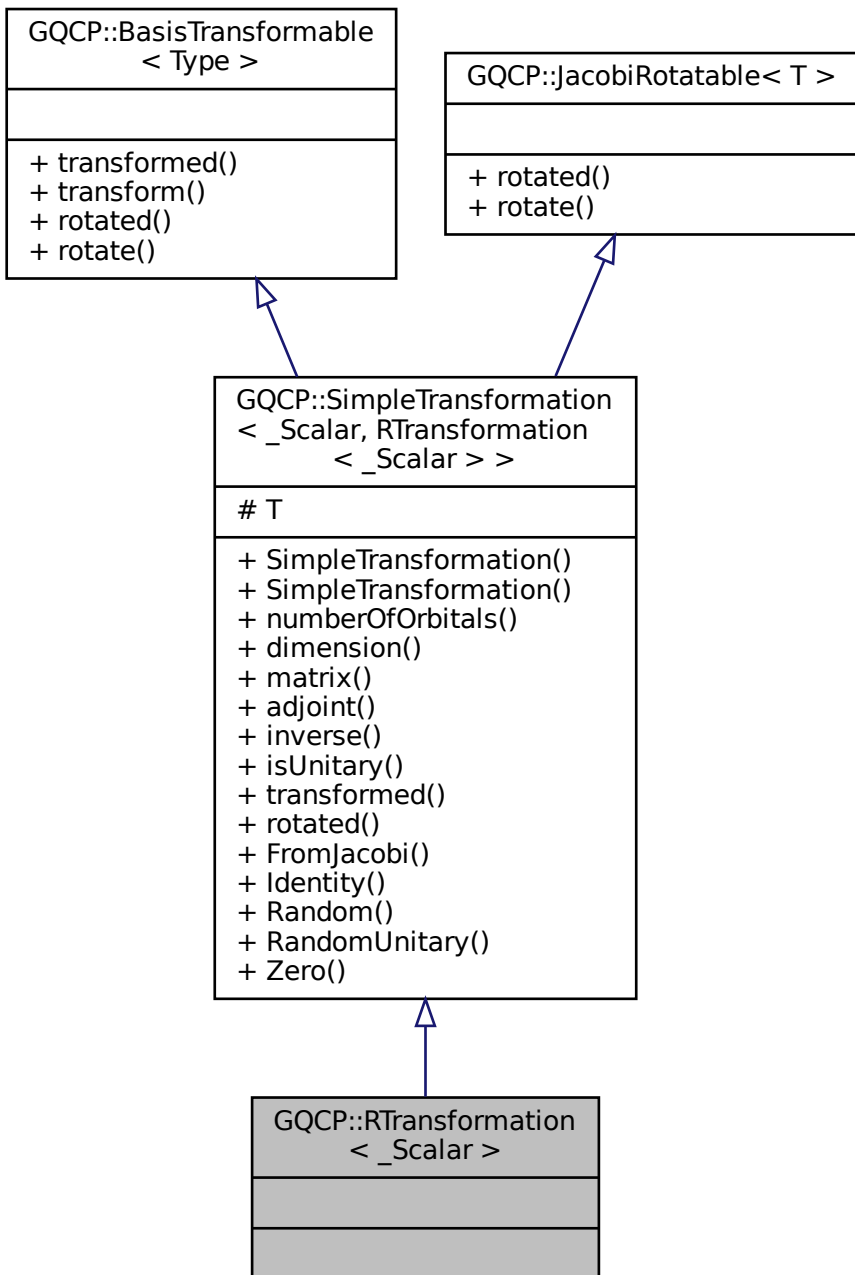 GQCP::BasisTransformable
< Type >
+ transformed()
+ transform()
+ rotated()
+ rotate()
GQCP::JacobiRotatable< T >
+ rotated()
+ rotate()
GQCP::SimpleTransformation
< _Scalar, RTransformation
< _Scalar > >
# T
+ SimpleTransformation()
+ SimpleTransformation()
+ numberOfOrbitals()
+ dimension()
+ matrix()
+ adjoint()
+ inverse()
+ isUnitary()
+ transformed()
+ rotated()
+ FromJacobi()
+ Identity()
+ Random()
+ RandomUnitary()
+ Zero()
GQCP::RTransformation
< _Scalar >